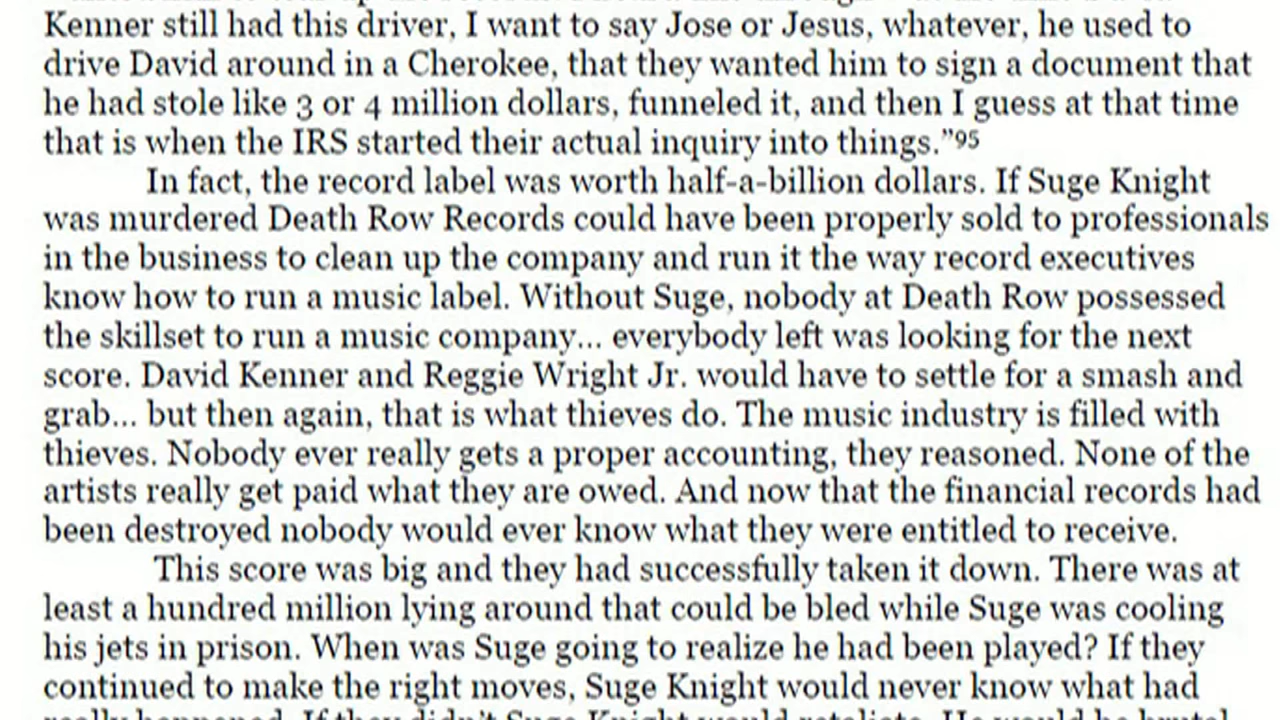 Kenner still had this driver, I want to say Jose or Jesus, whatever, he used to
drive David around in a Cherokee, that they wanted him to sign a document that
he had stole like 3 or 4 million dollars, funneled it, and then I guess at that time
that is when the IRS started their actual inquiry into things.”95
In fact, the record label was worth half-a-billion dollars. If Suge Knight
was murdered Death Row Records could have been properly sold to professionals
in the business to clean up the company and run it the way record executives
know how to run a music label. Without Suge, nobody at Death Row possessed
the skillset to run a music company... everybody left was looking for the next
score. David Kenner and Reggie Wright Jr. would have to settle for a smash and
grab... but then again, that is what thieves do. The music industry is filled with
thieves. Nobody ever really gets a proper accounting, they reasoned. None of the
artists really get paid what they are owed. And now that the financial records had
been destroyed nobody would ever know what they were entitled to receive.
This score was big and they had successfully taken it down. There was at
least a hundred million lying around that could be bled while Suge was cooling
his jets in prison. When was Suge going to realize he had been played? If they
continued to make the right moves, Suge Knight would never know what had